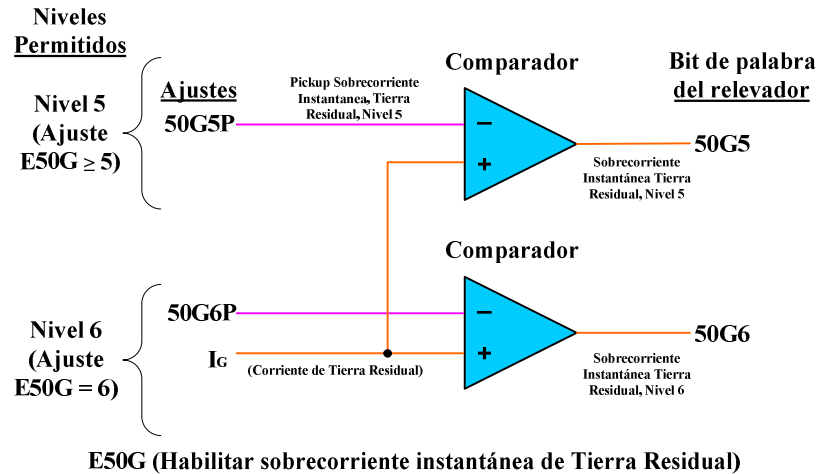 Niveles
Permitidos
Nivel 5
(Ajuste
E50G ≥ 5)
Ajustes
50G5P
Pickup Sobrecorriente
Instantanea, Tierra
Residual, Nivel 5
Comparador
−
+
Bit de palabra
del relevador
50G5
Sobrecorriente
Instantánea Tierra
Residual, Nivel 5
Nivel 6
(Ajuste
E50G = 6)
50G6P
IG
(Corriente de Tierra Residual)
Comparador
−
+
50G6
Sobrecorriente
Instantánea Tierra
Residual, Nivel 6
E50G (Habilitar sobrecorriente instantánea de Tierra Residual)